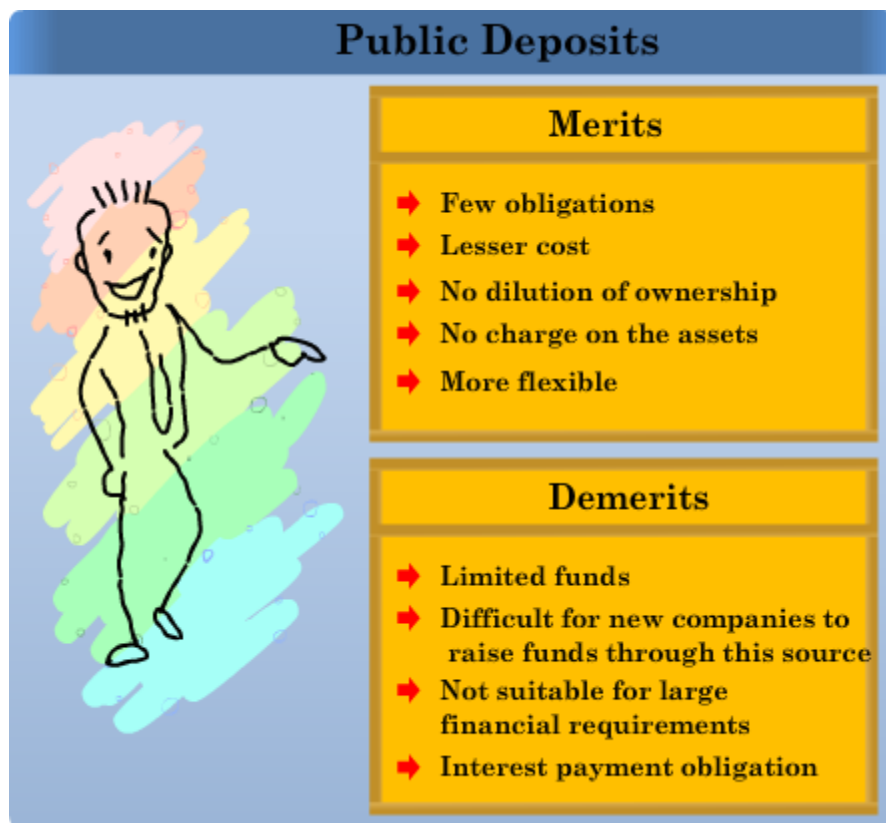 Public Deposits
Merits
Few obligations
Lesser cost
No dilution of ownership
No charge on the assets
More flexible
Demerits
Limited funds
Difficult for new companies to
raise funds through this source
Not suitable for large
financial requirements
Interest payment obligation